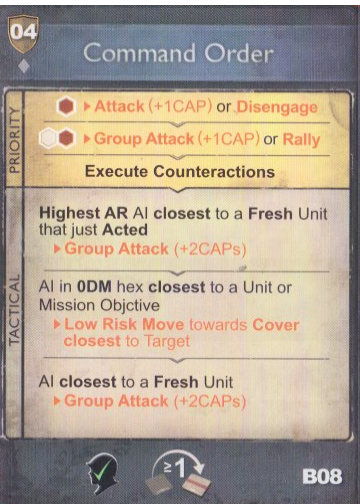 04
Command Order
PRIORITY
▸ Attack (+1CAP) or Disengage
▸ Group Attack (+1CAP) or Rally
Execute Counteractions
TACTICAL
Highest AR AI closest to a Fresh Unit
that just Acted
▸ Group Attack (+2CAPs)
AI in 0DM hex closest to a Unit or
Mission Objctive
▸ Low Risk Move towards Cover
closest to Target
AI closest to a Fresh Unit
▸ Group Attack (+2CAPs)
≥1
B08